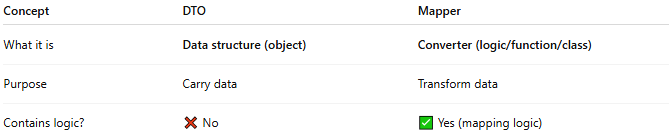 Concept DTO Mapper
What it is Data structure (object) Converter (logic/function/class)
Purpose Carry data Transform data
Contains logic? ❌ No ✅ Yes (mapping logic)